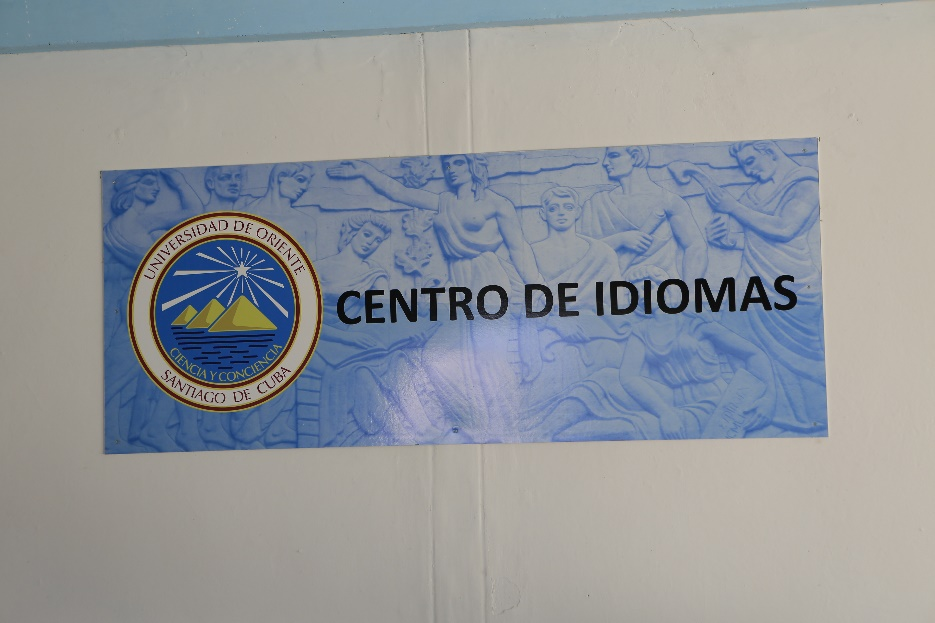 UNIVERSIDAD DE ORIENTE
CIENCIA Y CONCIENCIA
SANTIAGO DE CUBA
CENTRO DE IDIOMAS